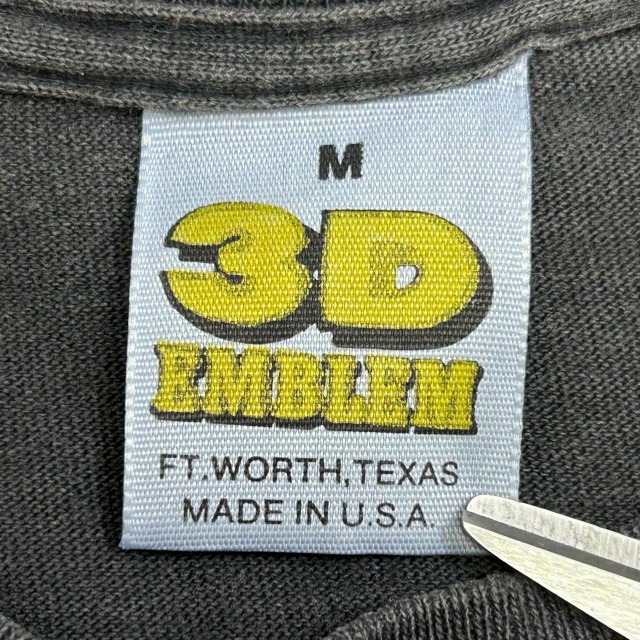 M
3D
EMBLEM
FT. WORTH, TEXAS
MADE IN U.S.A.